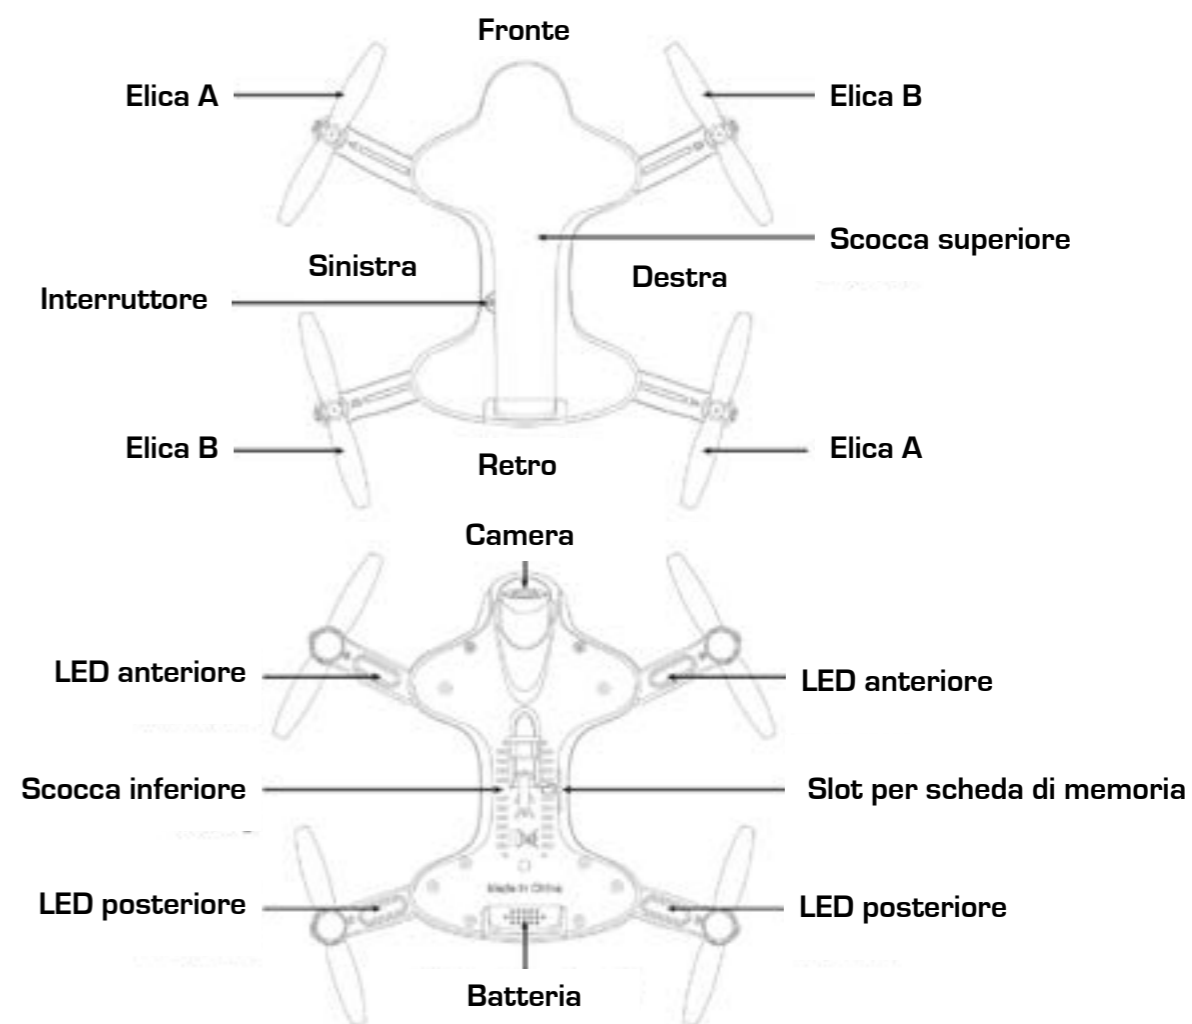 Fronte
Elica A
Elica B
Scocca superiore
Sinistra
Destra
Interruttore
Elica B
Elica A
Retro
Camera
LED anteriore
LED anteriore
Scocca inferiore
Slot per scheda di memoria
Made In China
LED posteriore
LED posteriore
Batteria